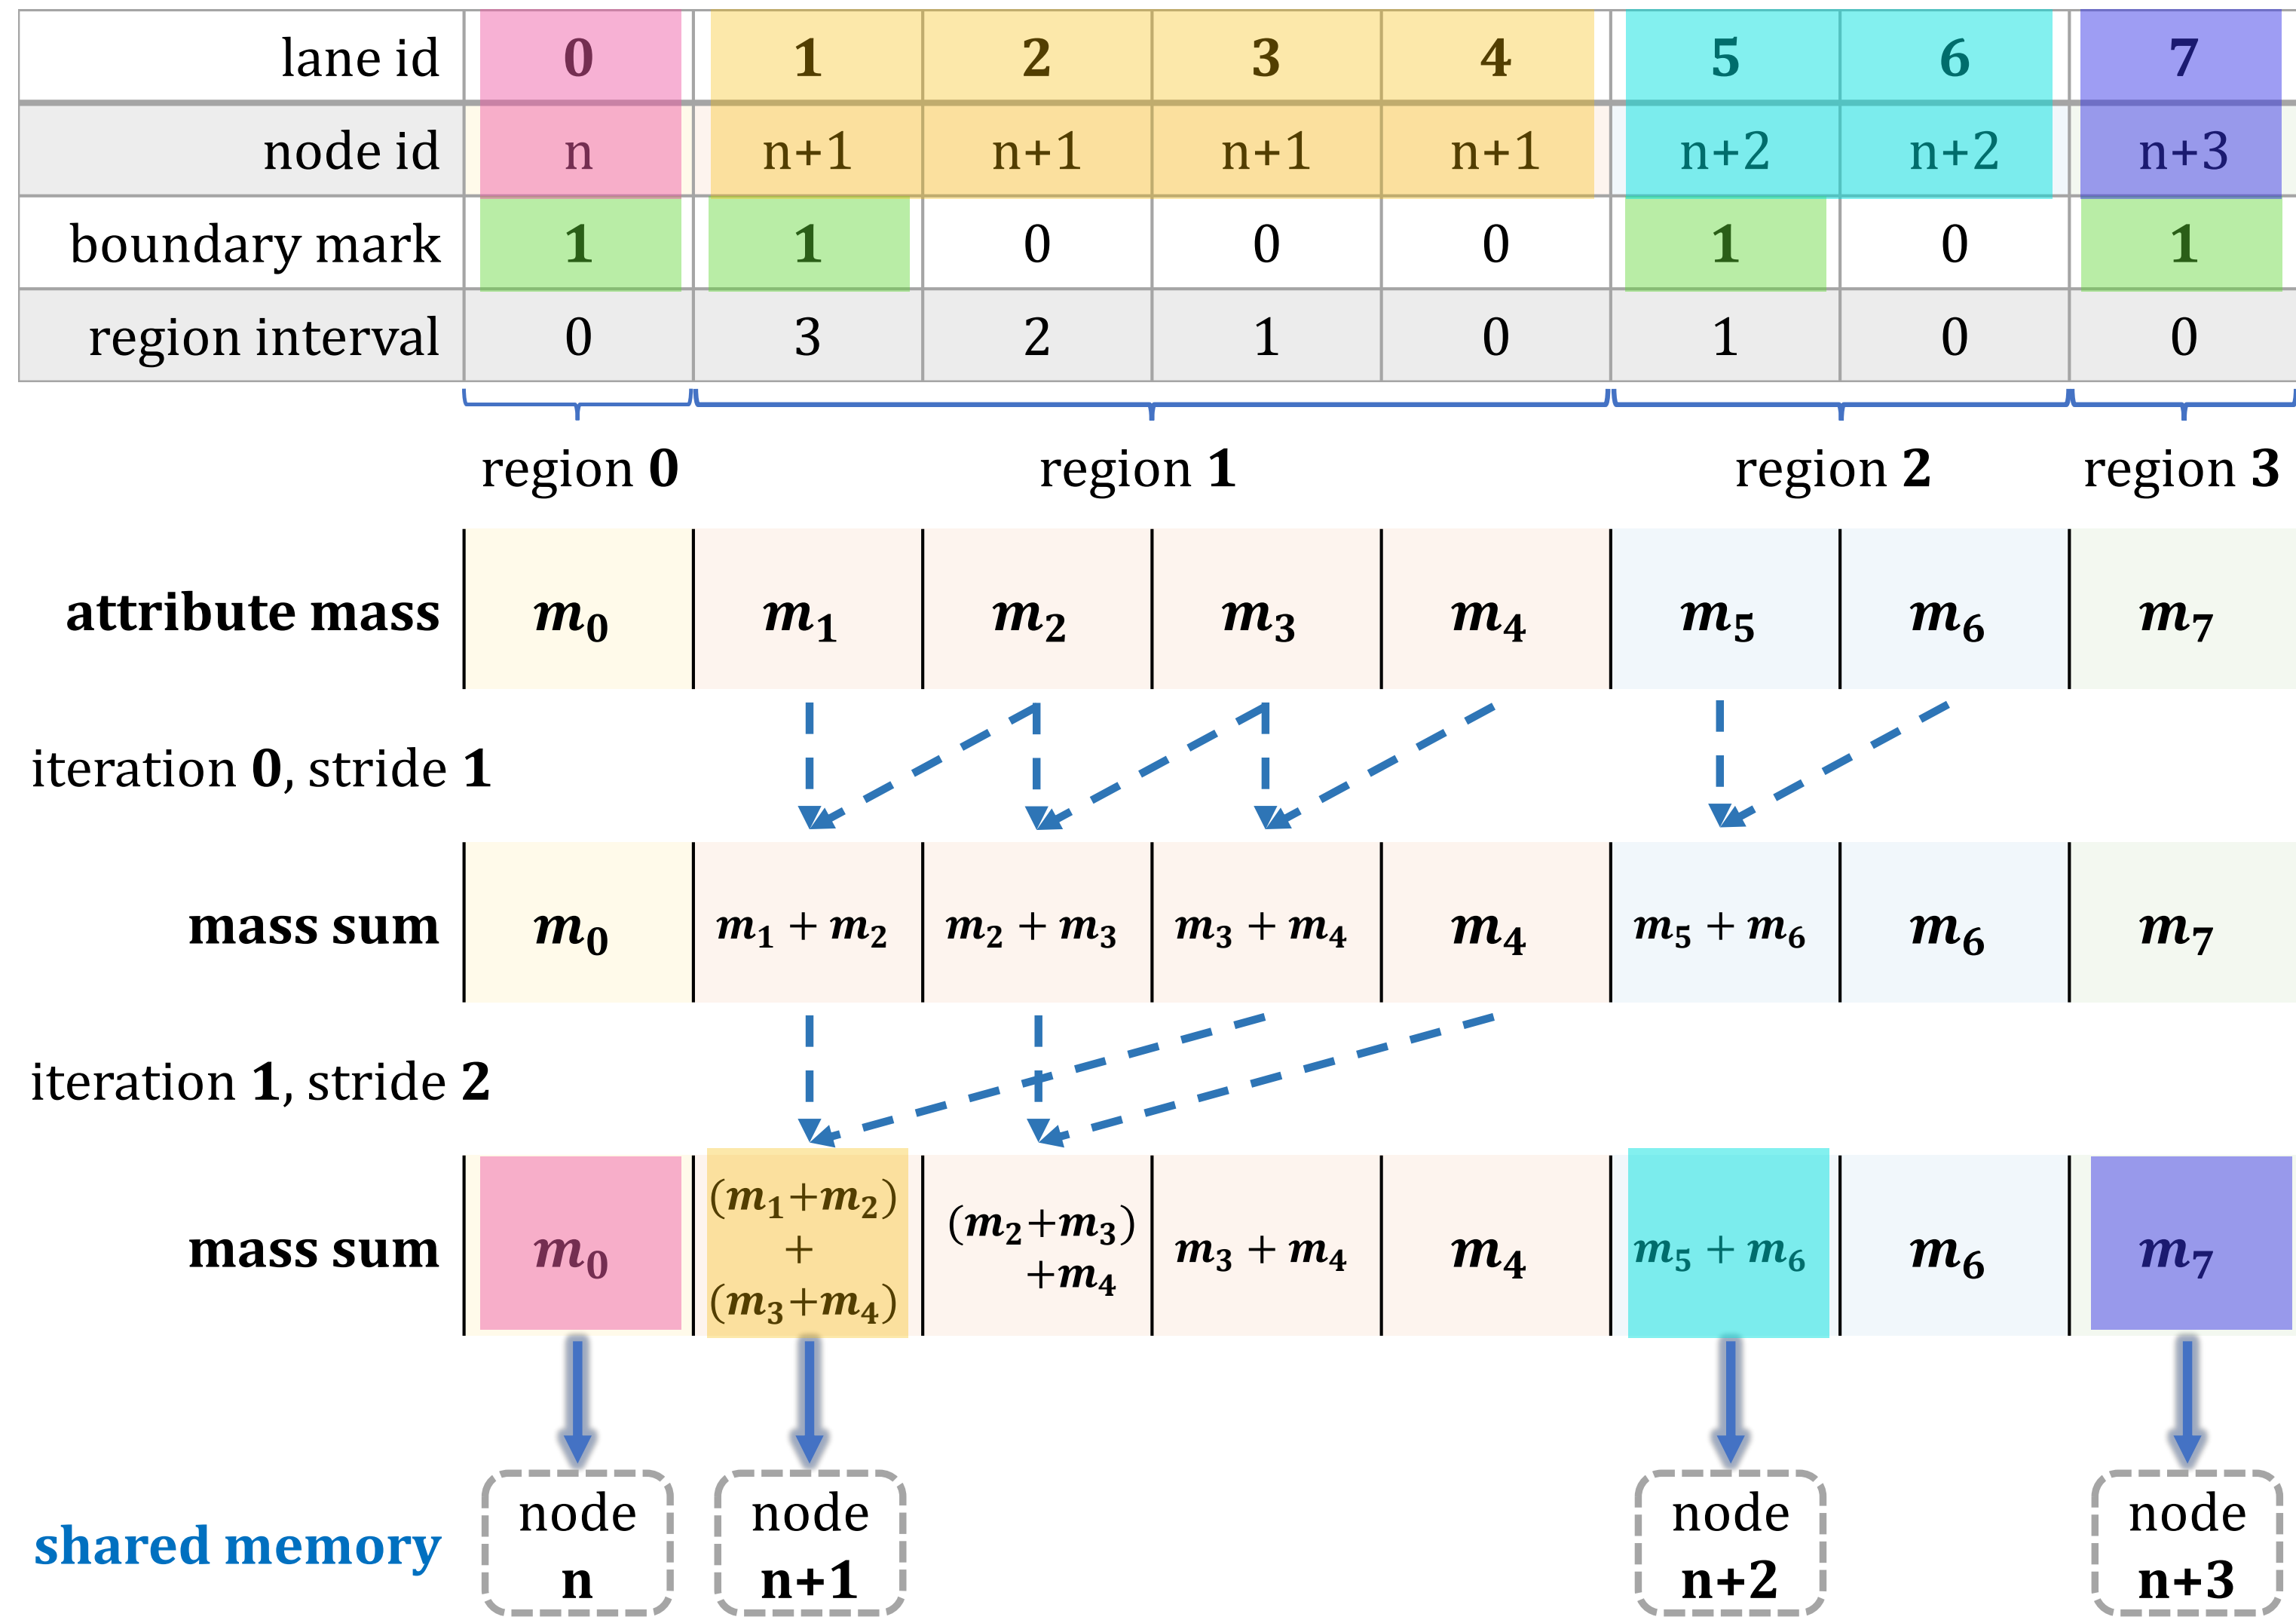 lane id 0 1 2 3 4 5 6 7
node id n n+1 n+1 n+1 n+1 n+2 n+2 n+3
boundary mark 1 1 0 0 0 1 0 1
region interval 0 3 2 1 0 1 0 0
region 0 region 1 region 2 region 3
attribute mass m₀ m₁ m₂ m₃ m₄ m₅ m₆ m₇
iteration 0, stride 1
mass sum m₀ m₁ + m₂ m₂ + m₃ m₃ + m₄ m₄ m₅ + m₆ m₆ m₇
iteration 1, stride 2
mass sum m₀
(m₁+m₂)
+
(m₃+m₄)
(m₂+m₃)
+m₄
m₃ + m₄ m₄ m₅ + m₆ m₆ m₇
shared memory
node
n
node
n+1
node
n+2
node
n+3